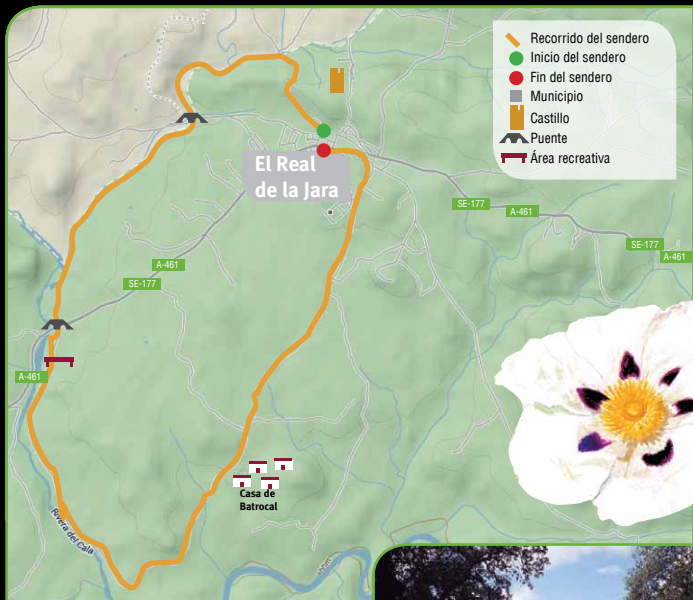 Recorrido del sendero
Inicio del sendero
Fin del sendero
Municipio
Castillo
Puente
Área recreativa
El Real
de la Jara
SE-177
A-461
SE-177
A-461
A-461
SE-177
A-461
Casa de
Batrocal
Rivera del Cala